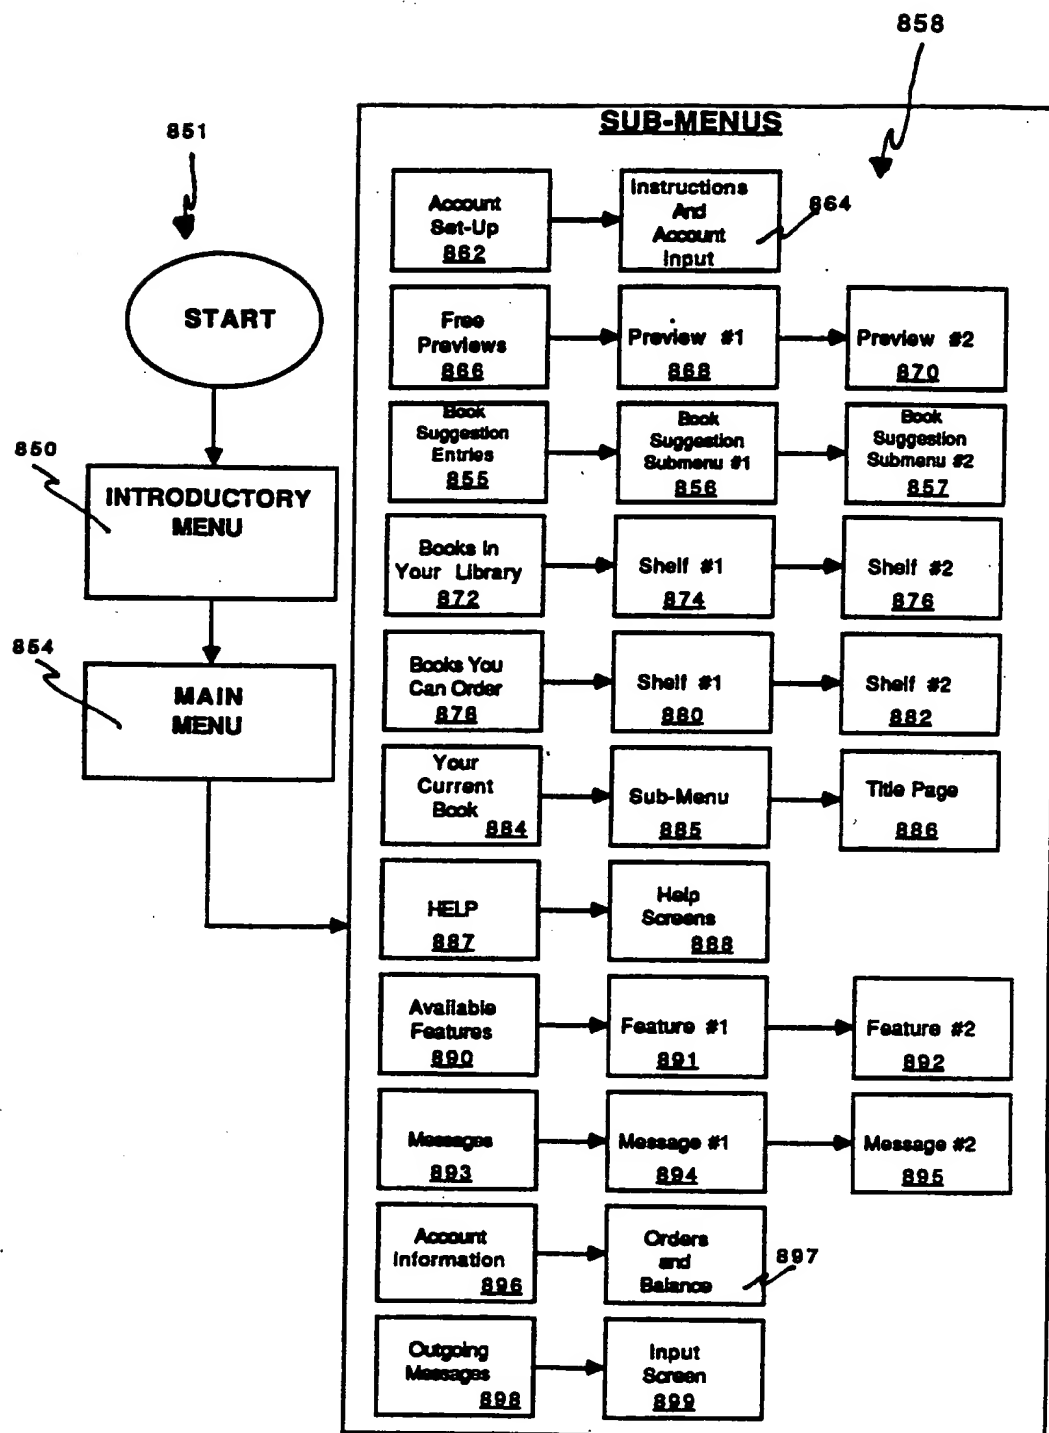 858
851
SUB-MENUS
Account
Set-Up
862
Instructions
And
Account
Input
864
START
Free
Previews
866
Preview #1
868
Preview #2
870
Book
Suggestion
Entries
855
Book
Suggestion
Submenu #1
856
Book
Suggestion
Submenu #2
857
850
INTRODUCTORY
MENU
Books In
Your Library
872
Shelf #1
874
Shelf #2
876
854
MAIN
MENU
Books You
Can Order
878
Shelf #1
880
Shelf #2
882
Your
Current
Book
884
Sub-Menu
885
Title Page
886
HELP
887
Help
Screens
888
Available
Features
890
Feature #1
891
Feature #2
892
Messages
893
Message #1
894
Message #2
895
Account
Information
896
Orders
and
Balance
897
Outgoing
Messages
898
Input
Screen
899